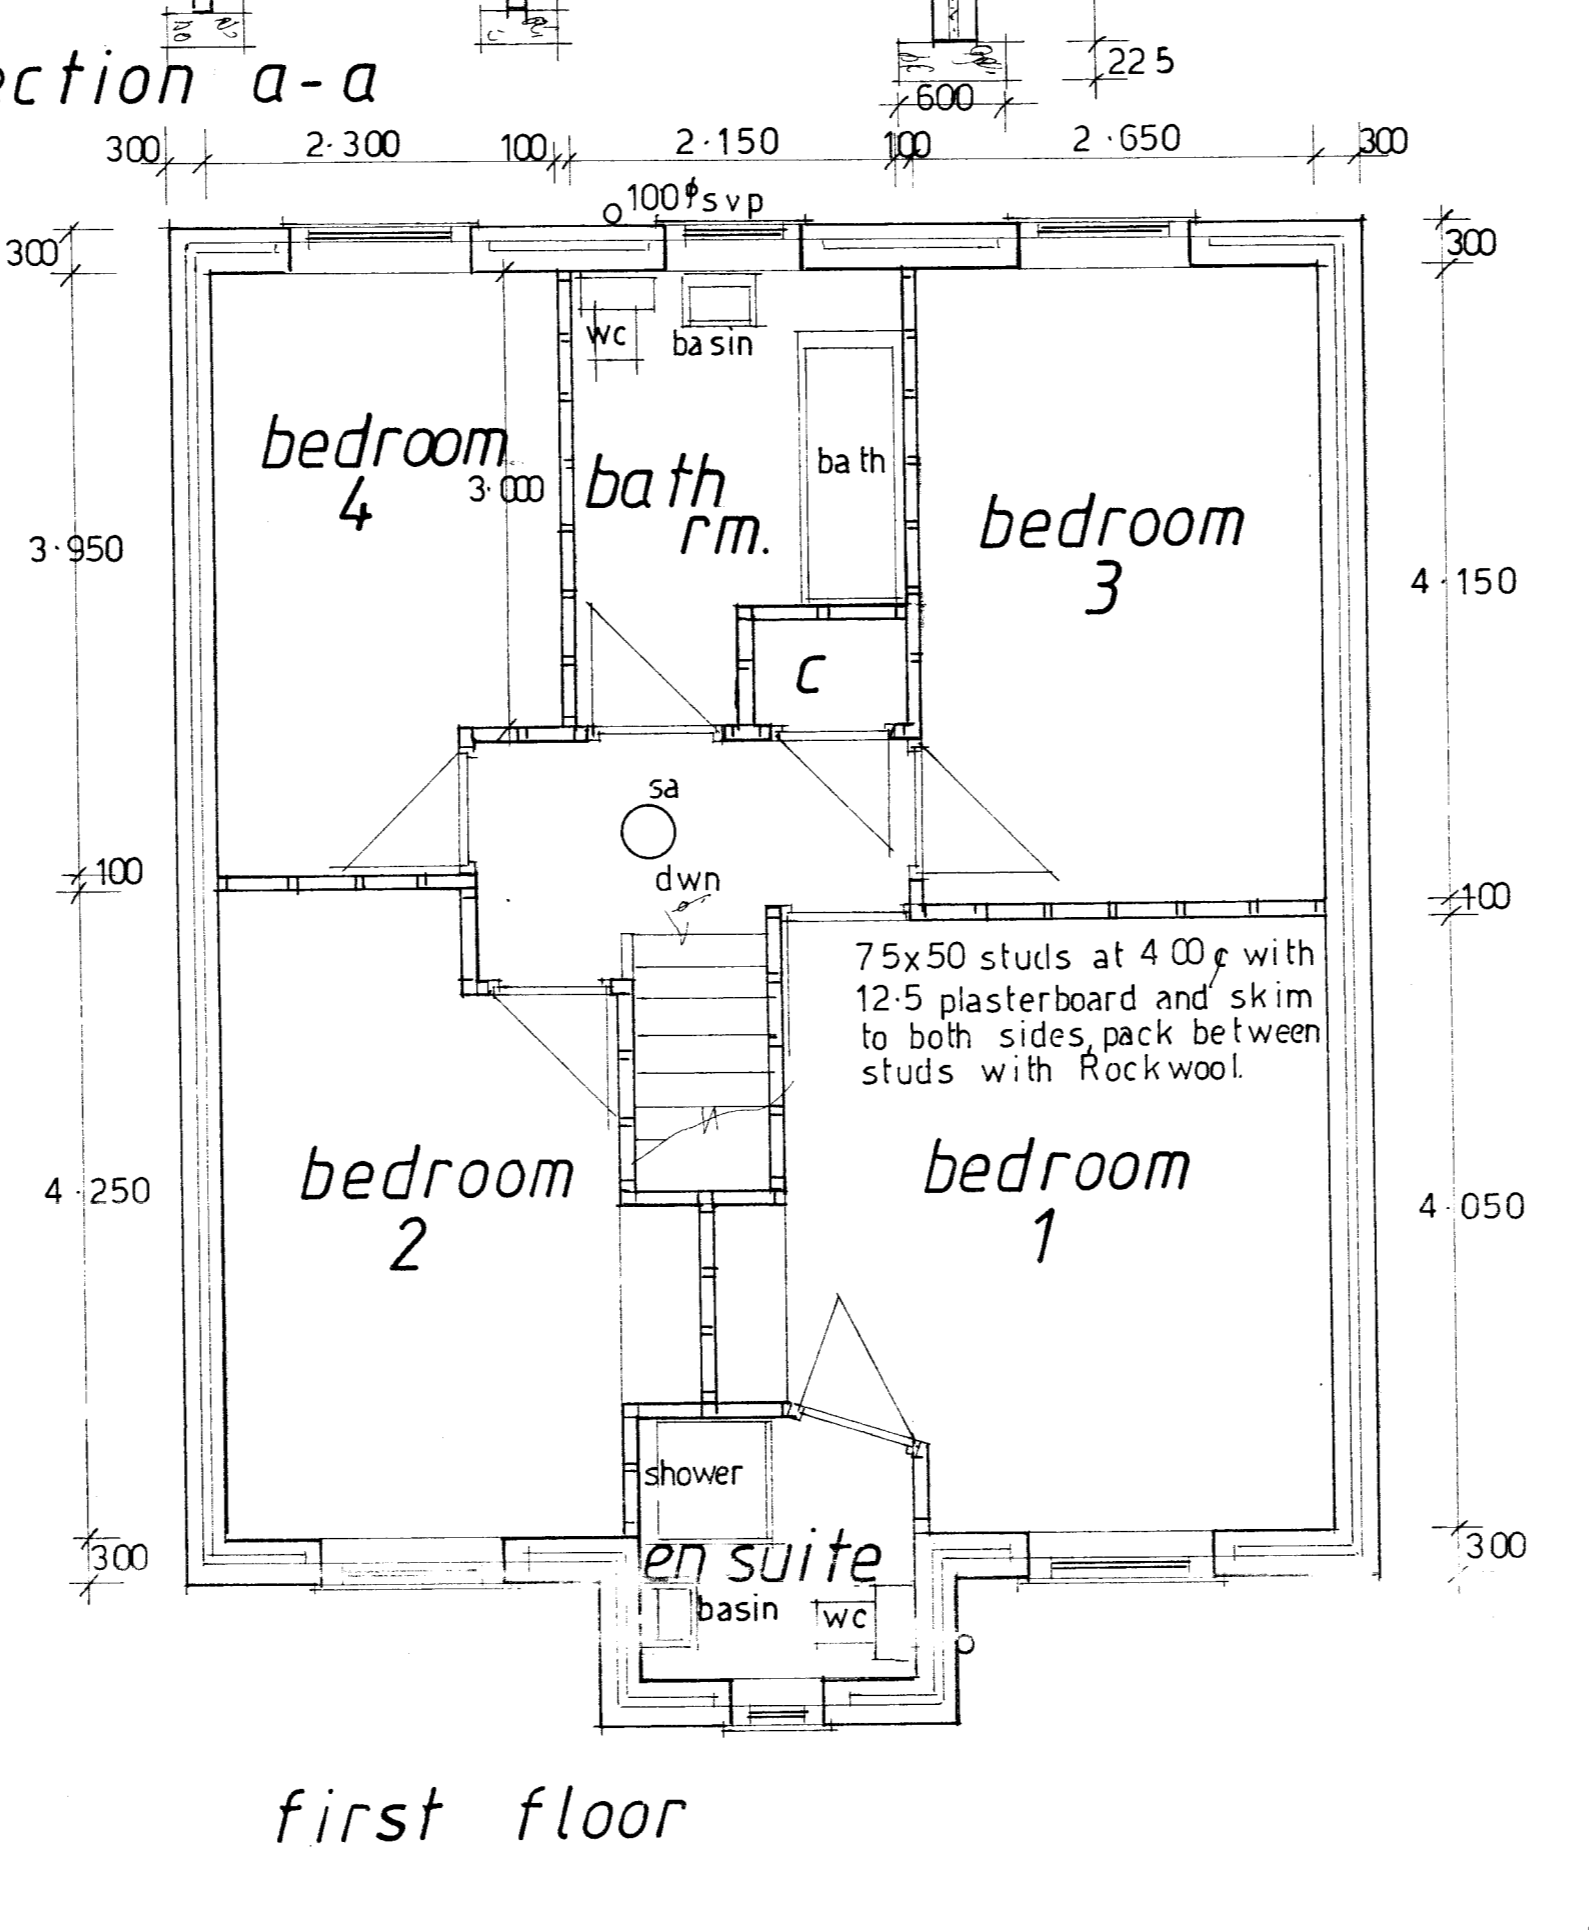 ection a-a
225
600
300 2·300 100 2·150 100 2·650 300
100ϕ svp
300 300
wc basin
bath
bedroom
4
3·000
bath
rm.
bedroom
3
3·950
4·150
c
sa
100
dwn
100
75x50 studs at 400 c with
12·5 plasterboard and skim
to both sides, pack between
studs with Rockwool.
bedroom
2
bedroom
1
4·250
4·050
shower
en suite
300
300
basin wc
first floor